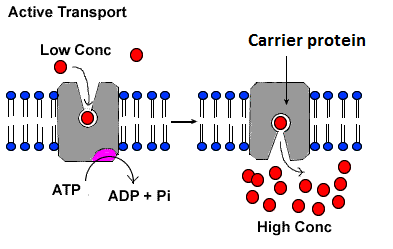 Active Transport
Low Conc
Carrier protein
ATP
ADP + Pi
High Conc